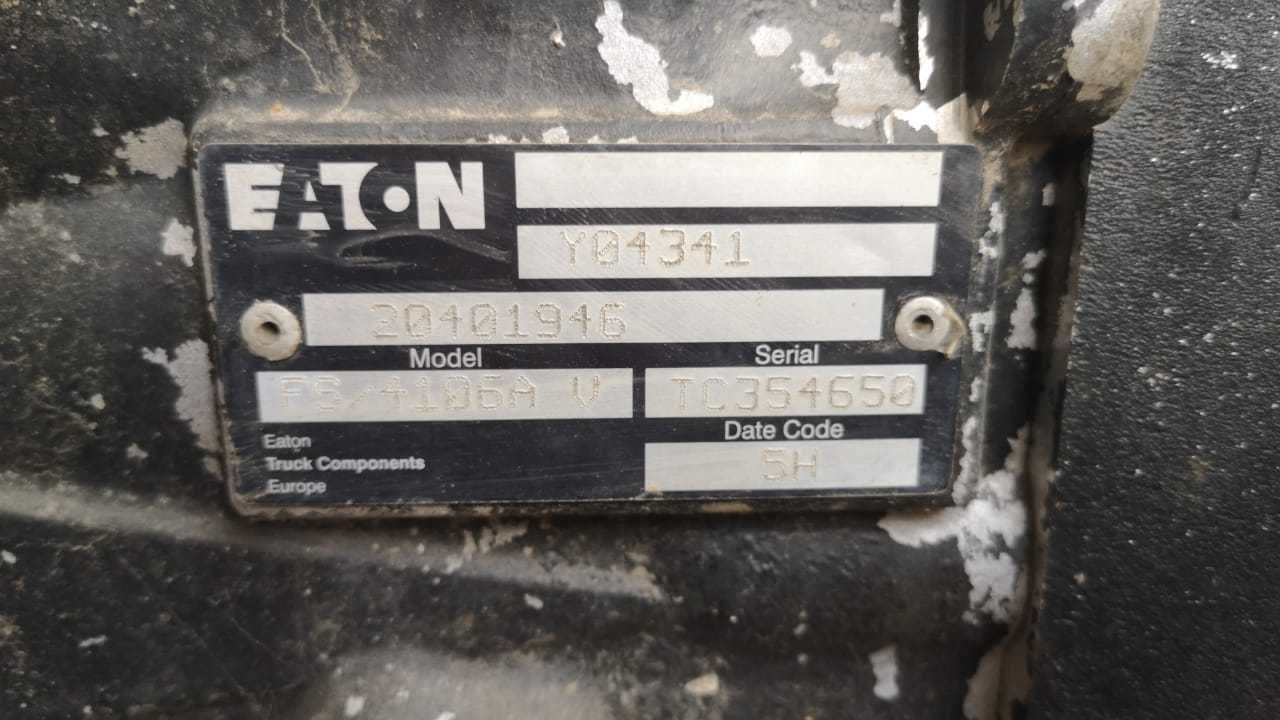 EATON
Y04341
20401946
Model Serial
FS/4106A V TC354650
Date Code
5H
Eaton
Truck Components
Europe